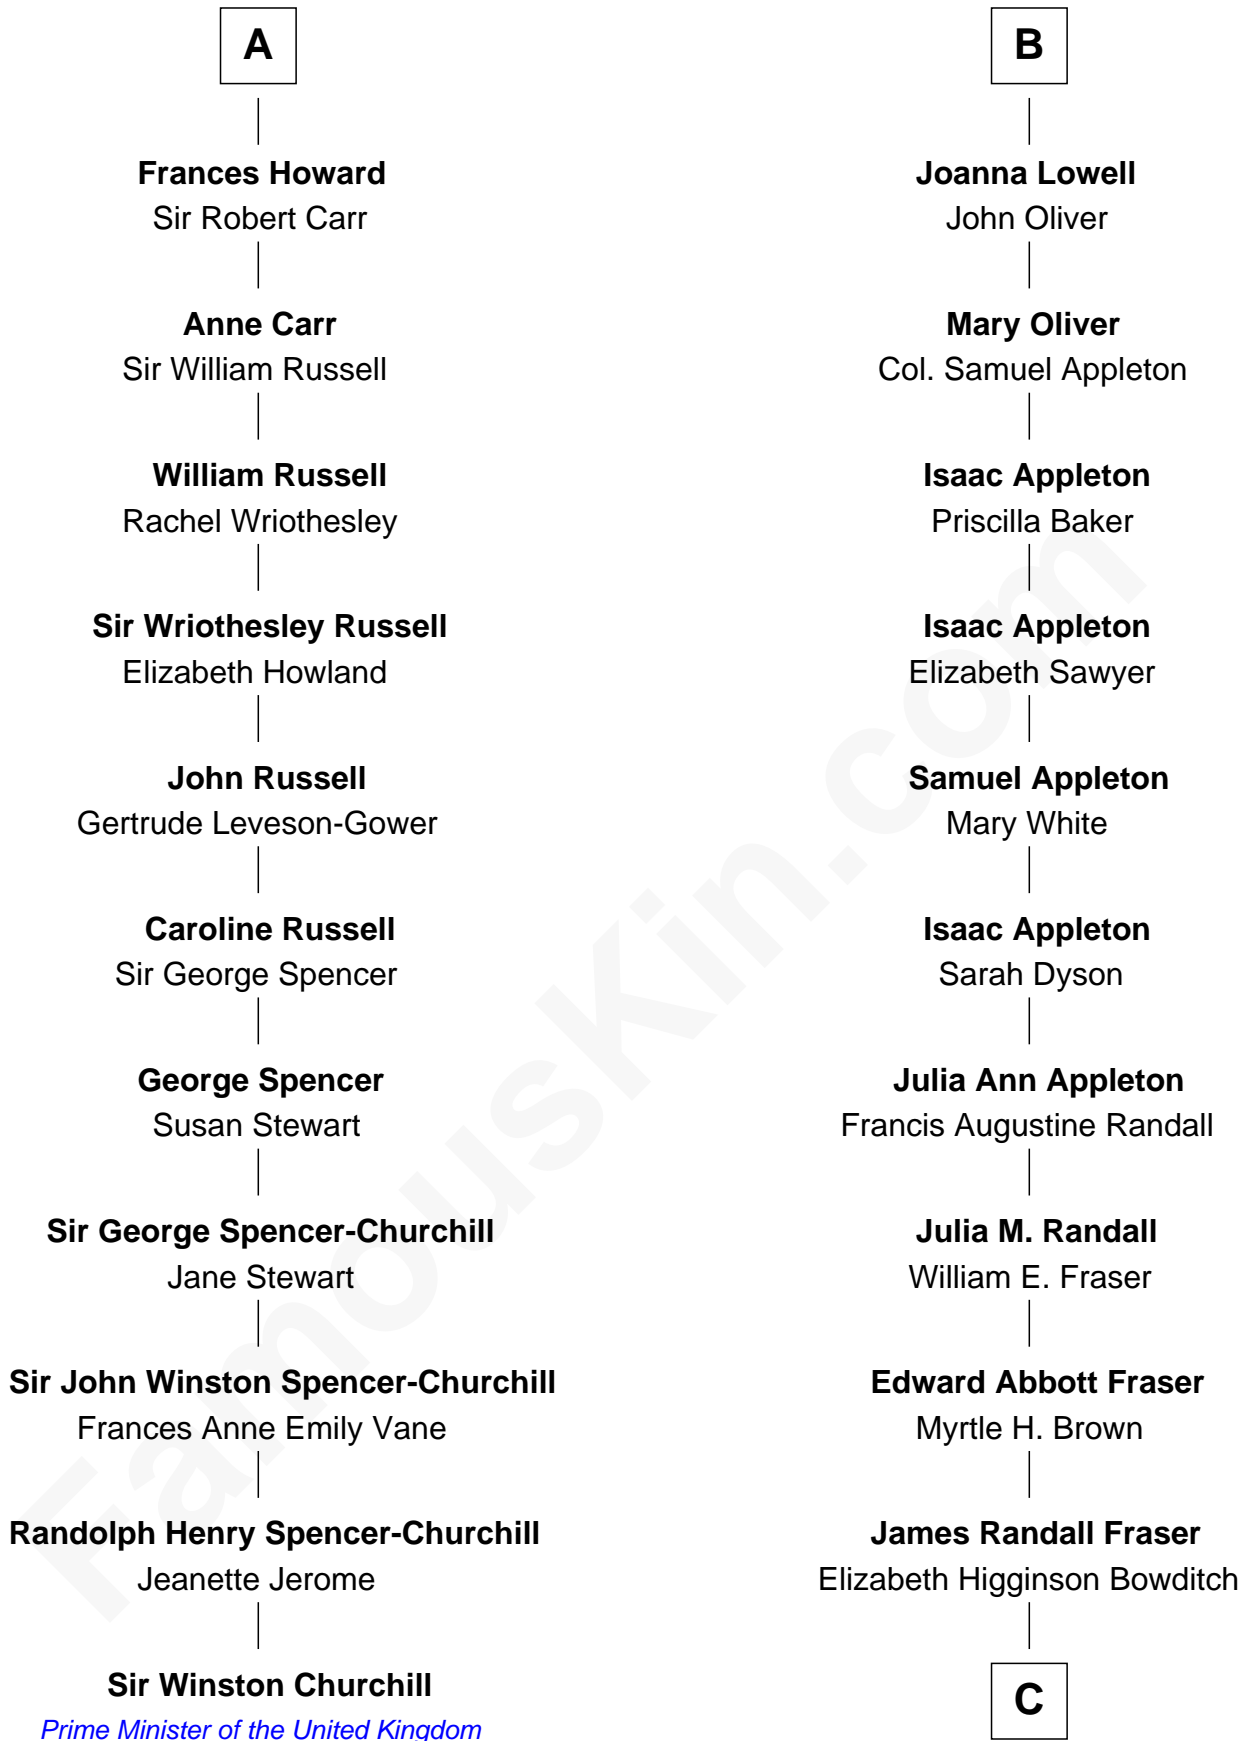 A
Frances Howard
Sir Robert Carr
Anne Carr
Sir William Russell
William Russell
Rachel Wriothesley
Sir Wriothesley Russell
Elizabeth Howland
John Russell
Gertrude Leveson-Gower
Caroline Russell
Sir George Spencer
George Spencer
Susan Stewart
Sir George Spencer-Churchill
Jane Stewart
Sir John Winston Spencer-Churchill
Frances Anne Emily Vane
Randolph Henry Spencer-Churchill
Jeanette Jerome
Sir Winston Churchill
Prime Minister of the United Kingdom
B
Joanna Lowell
John Oliver
Mary Oliver
Col. Samuel Appleton
Isaac Appleton
Priscilla Baker
Isaac Appleton
Elizabeth Sawyer
Samuel Appleton
Mary White
Isaac Appleton
Sarah Dyson
Julia Ann Appleton
Francis Augustine Randall
Julia M. Randall
William E. Fraser
Edward Abbott Fraser
Myrtle H. Brown
James Randall Fraser
Elizabeth Higginson Bowditch
C
FamousKin.com